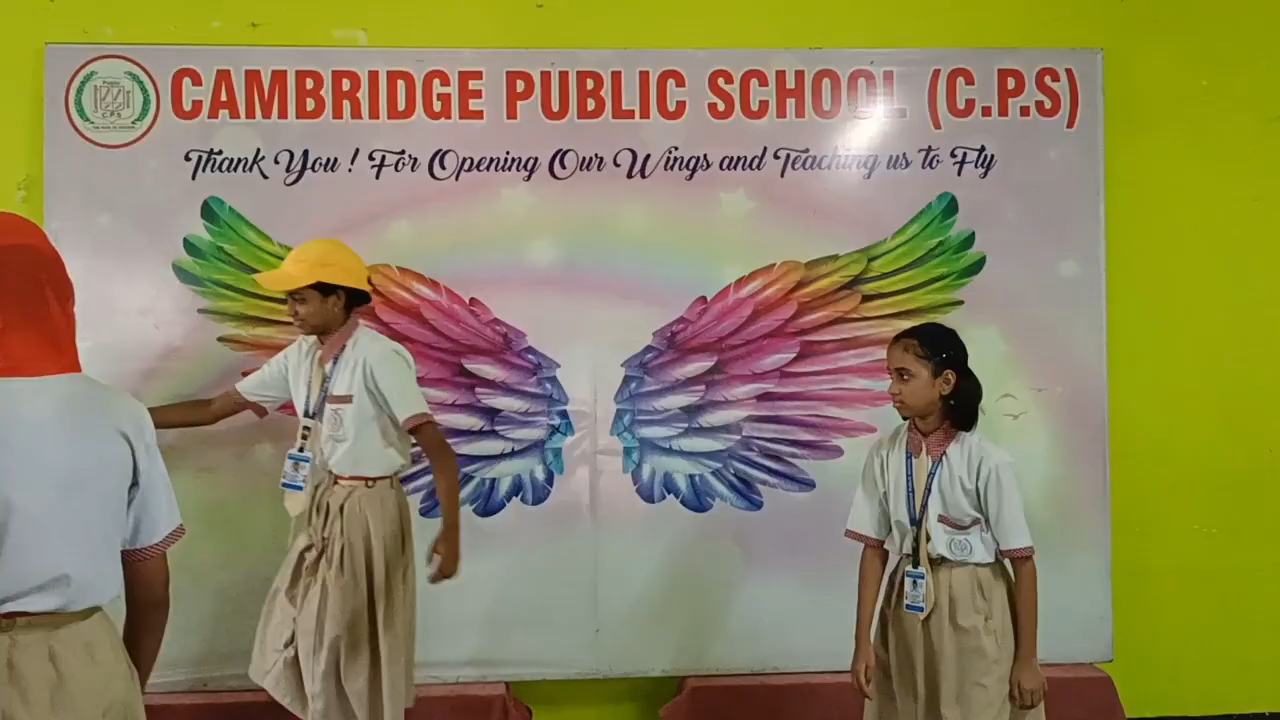 CAMBRIDGE PUBLIC SCHOOL (C.P.S)
Thank You ! For Opening Our Wings and Teaching us to Fly
C.P.S